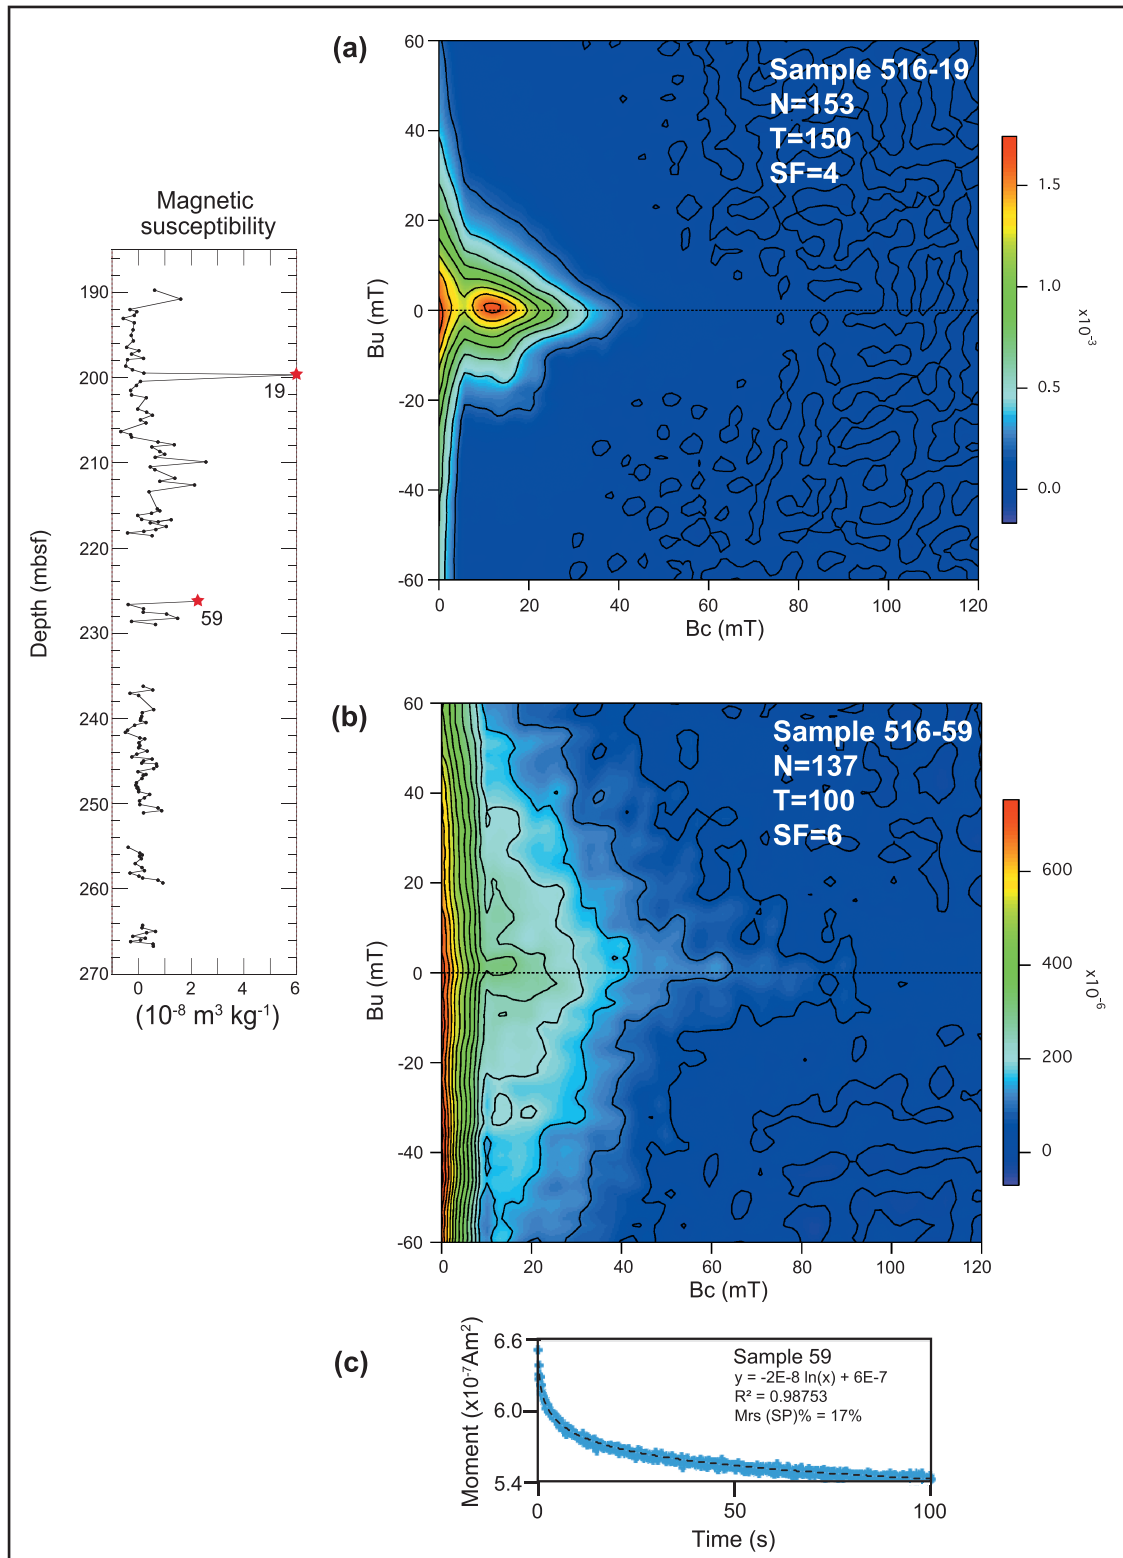 Magnetic
susceptibility
190
200
210
220
230
240
250
260
270
Depth (mbsf)
19
59
0
2
4
6
(10⁻⁸ m³ kg⁻¹)
(a)
Sample 516-19
N=153
T=150
SF=4
60
40
20
0
-20
-40
-60
Bu (mT)
0
20
40
60
80
100
120
Bc (mT)
1.5
1.0
0.5
0.0
x10⁻³
(b)
Sample 516-59
N=137
T=100
SF=6
60
40
20
0
-20
-40
-60
Bu (mT)
0
20
40
60
80
100
120
Bc (mT)
600
400
200
0
x10⁻⁶
(c)
Moment (x10⁻⁷Am²)
6.6
6.0
5.4
Sample 59
y = -2E-8 ln(x) + 6E-7
R² = 0.98753
Mrs (SP)% = 17%
0
50
100
Time (s)